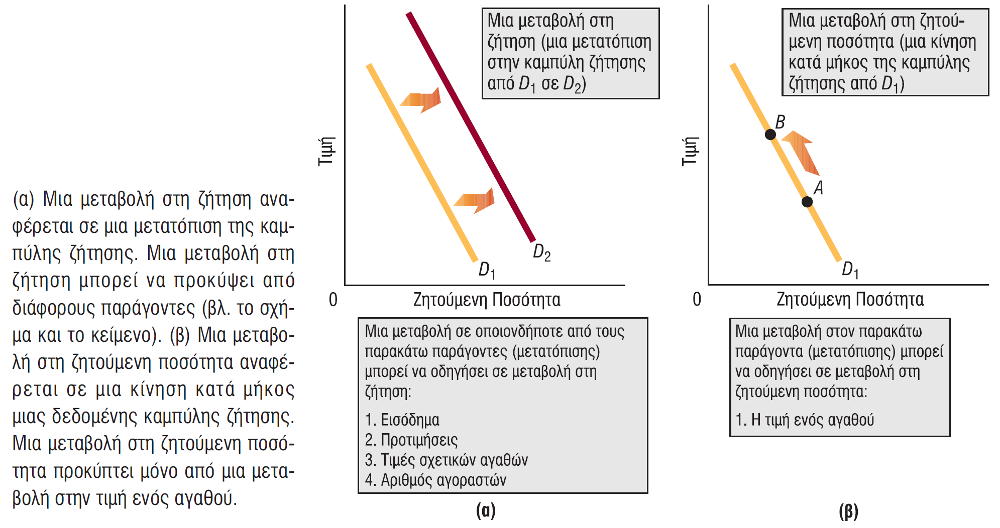 (α) Μια μεταβολή στη ζήτηση ανα-
φέρεται σε μια μετατόπιση της καμ-
πύλης ζήτησης. Μια μεταβολή στη
ζήτηση μπορεί να προκύψει από
διάφορους παράγοντες (βλ. το σχή-
μα και το κείμενο). (β) Μια μεταβο-
λή στη ζητούμενη ποσότητα αναφέ-
ρεται σε μια κίνηση κατά μήκος
μιας δεδομένης καμπύλης ζήτησης.
Μια μεταβολή στη ζητούμενη ποσό-
τητα προκύπτει μόνο από μια μετα-
βολή στην τιμή ενός αγαθού.
Μια μεταβολή στη
ζήτηση (μια μετατόπιση
στην καμπύλη ζήτησης
από D1 σε D2)
Τιμή
D2
D1
0
Ζητούμενη Ποσότητα
Μια μεταβολή σε οποιονδήποτε από τους
παρακάτω παράγοντες (μετατόπισης)
μπορεί να οδηγήσει σε μεταβολή στη
ζήτηση:
1. Εισόδημα
2. Προτιμήσεις
3. Τιμές σχετικών αγαθών
4. Αριθμός αγοραστών
(α)
Μια μεταβολή στη ζητού-
μενη ποσότητα (μια κίνηση
κατά μήκος της καμπύλης
ζήτησης από D1)
B
Τιμή
A
D1
0
Ζητούμενη Ποσότητα
Μια μεταβολή στον παρακάτω
παράγοντα (μετατόπισης) μπορεί
να οδηγήσει σε μεταβολή στη
ζητούμενη ποσότητα:
1. Η τιμή ενός αγαθού
(β)